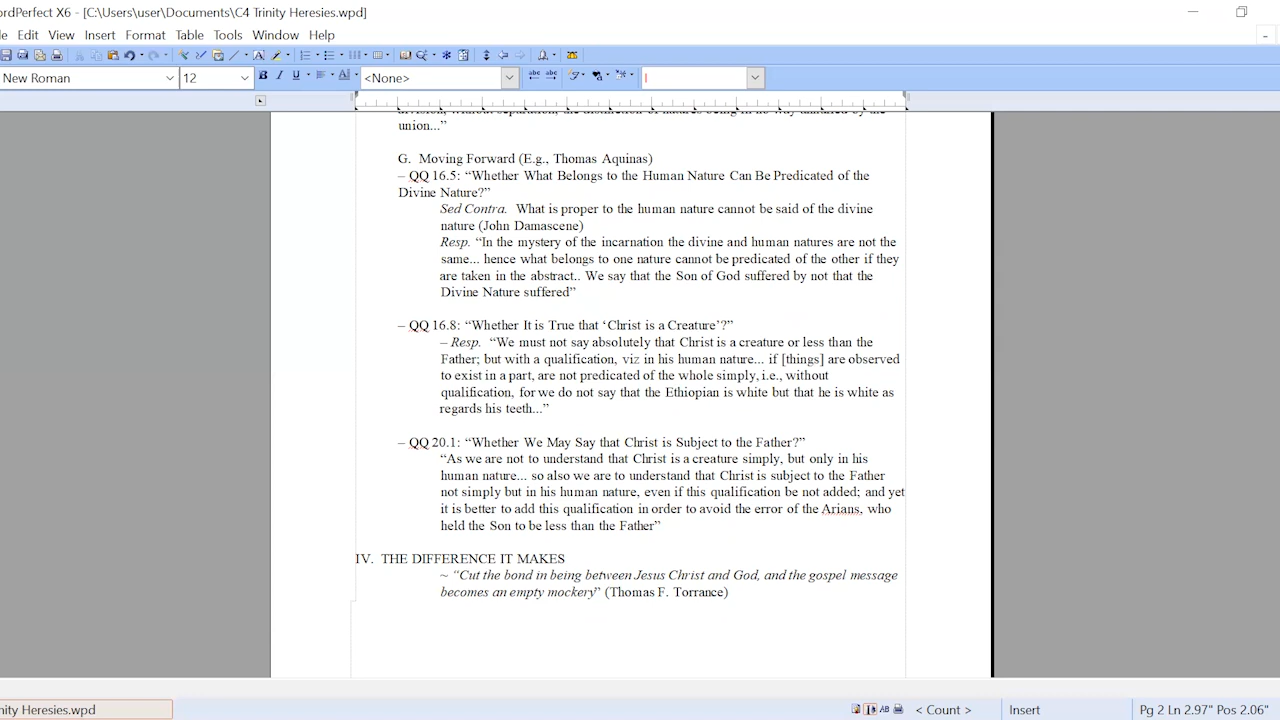 ordPerfect X6 - [C:\Users\user\Documents\C4 Trinity Heresies.wpd]
le Edit View Insert Format Table Tools Window Help
New Roman 12 <None>
union...”
G. Moving Forward (E.g., Thomas Aquinas)
– QQ 16.5: “Whether What Belongs to the Human Nature Can Be Predicated of the
Divine Nature?”
Sed Contra. What is proper to the human nature cannot be said of the divine
nature (John Damascene)
Resp. “In the mystery of the incarnation the divine and human natures are not the
same... hence what belongs to one nature cannot be predicated of the other if they
are taken in the abstract.. We say that the Son of God suffered by not that the
Divine Nature suffered”
– QQ 16.8: “Whether It is True that ‘Christ is a Creature’?”
– Resp. “We must not say absolutely that Christ is a creature or less than the
Father; but with a qualification, viz in his human nature... if [things] are observed
to exist in a part, are not predicated of the whole simply, i.e., without
qualification, for we do not say that the Ethiopian is white but that he is white as
regards his teeth...”
– QQ 20.1: “Whether We May Say that Christ is Subject to the Father?”
“As we are not to understand that Christ is a creature simply, but only in his
human nature... so also we are to understand that Christ is subject to the Father
not simply but in his human nature, even if this qualification be not added; and yet
it is better to add this qualification in order to avoid the error of the Arians, who
held the Son to be less than the Father”
IV. THE DIFFERENCE IT MAKES
~ “Cut the bond in being between Jesus Christ and God, and the gospel message
becomes an empty mockery” (Thomas F. Torrance)
nity Heresies.wpd < Count > Insert Pg 2 Ln 2.97" Pos 2.06"